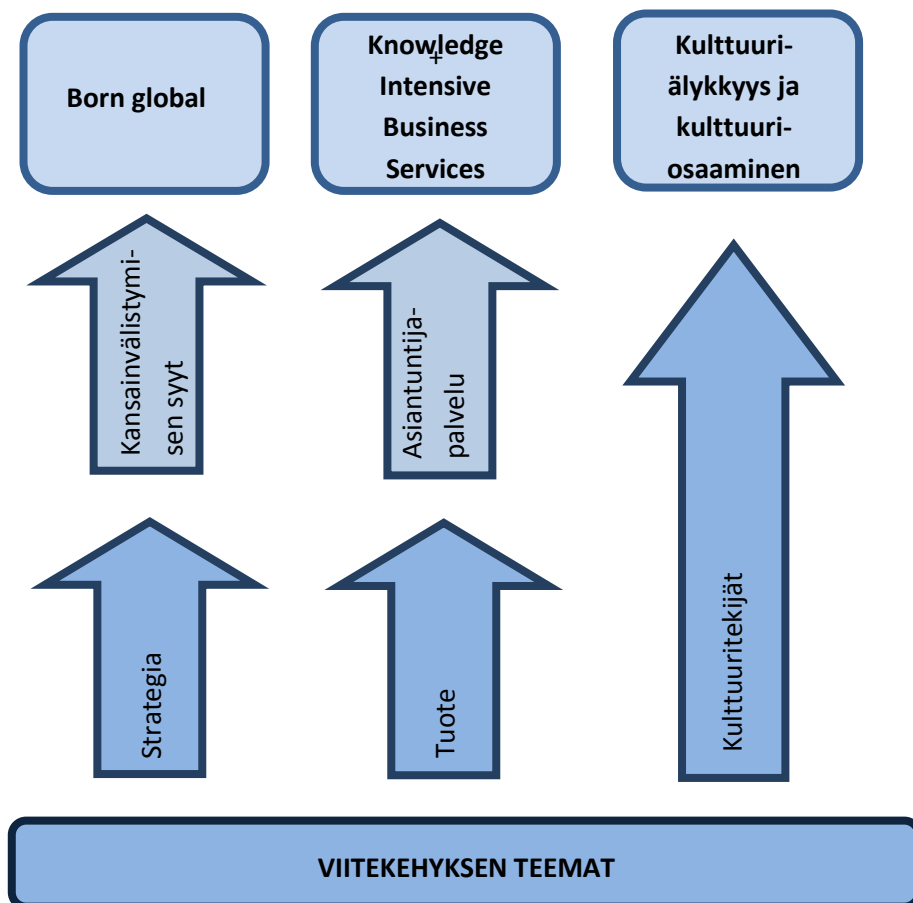 Born global
Knowledge
+
Intensive
Business
Services
Kulttuuri-
älykkyys ja
kulttuuri-
osaaminen
Kansainvälistymi-
sen syyt
Asiantuntija-
palvelu
Strategia
Tuote
Kulttuuritekijät
VIITEKEHYKSEN TEEMAT